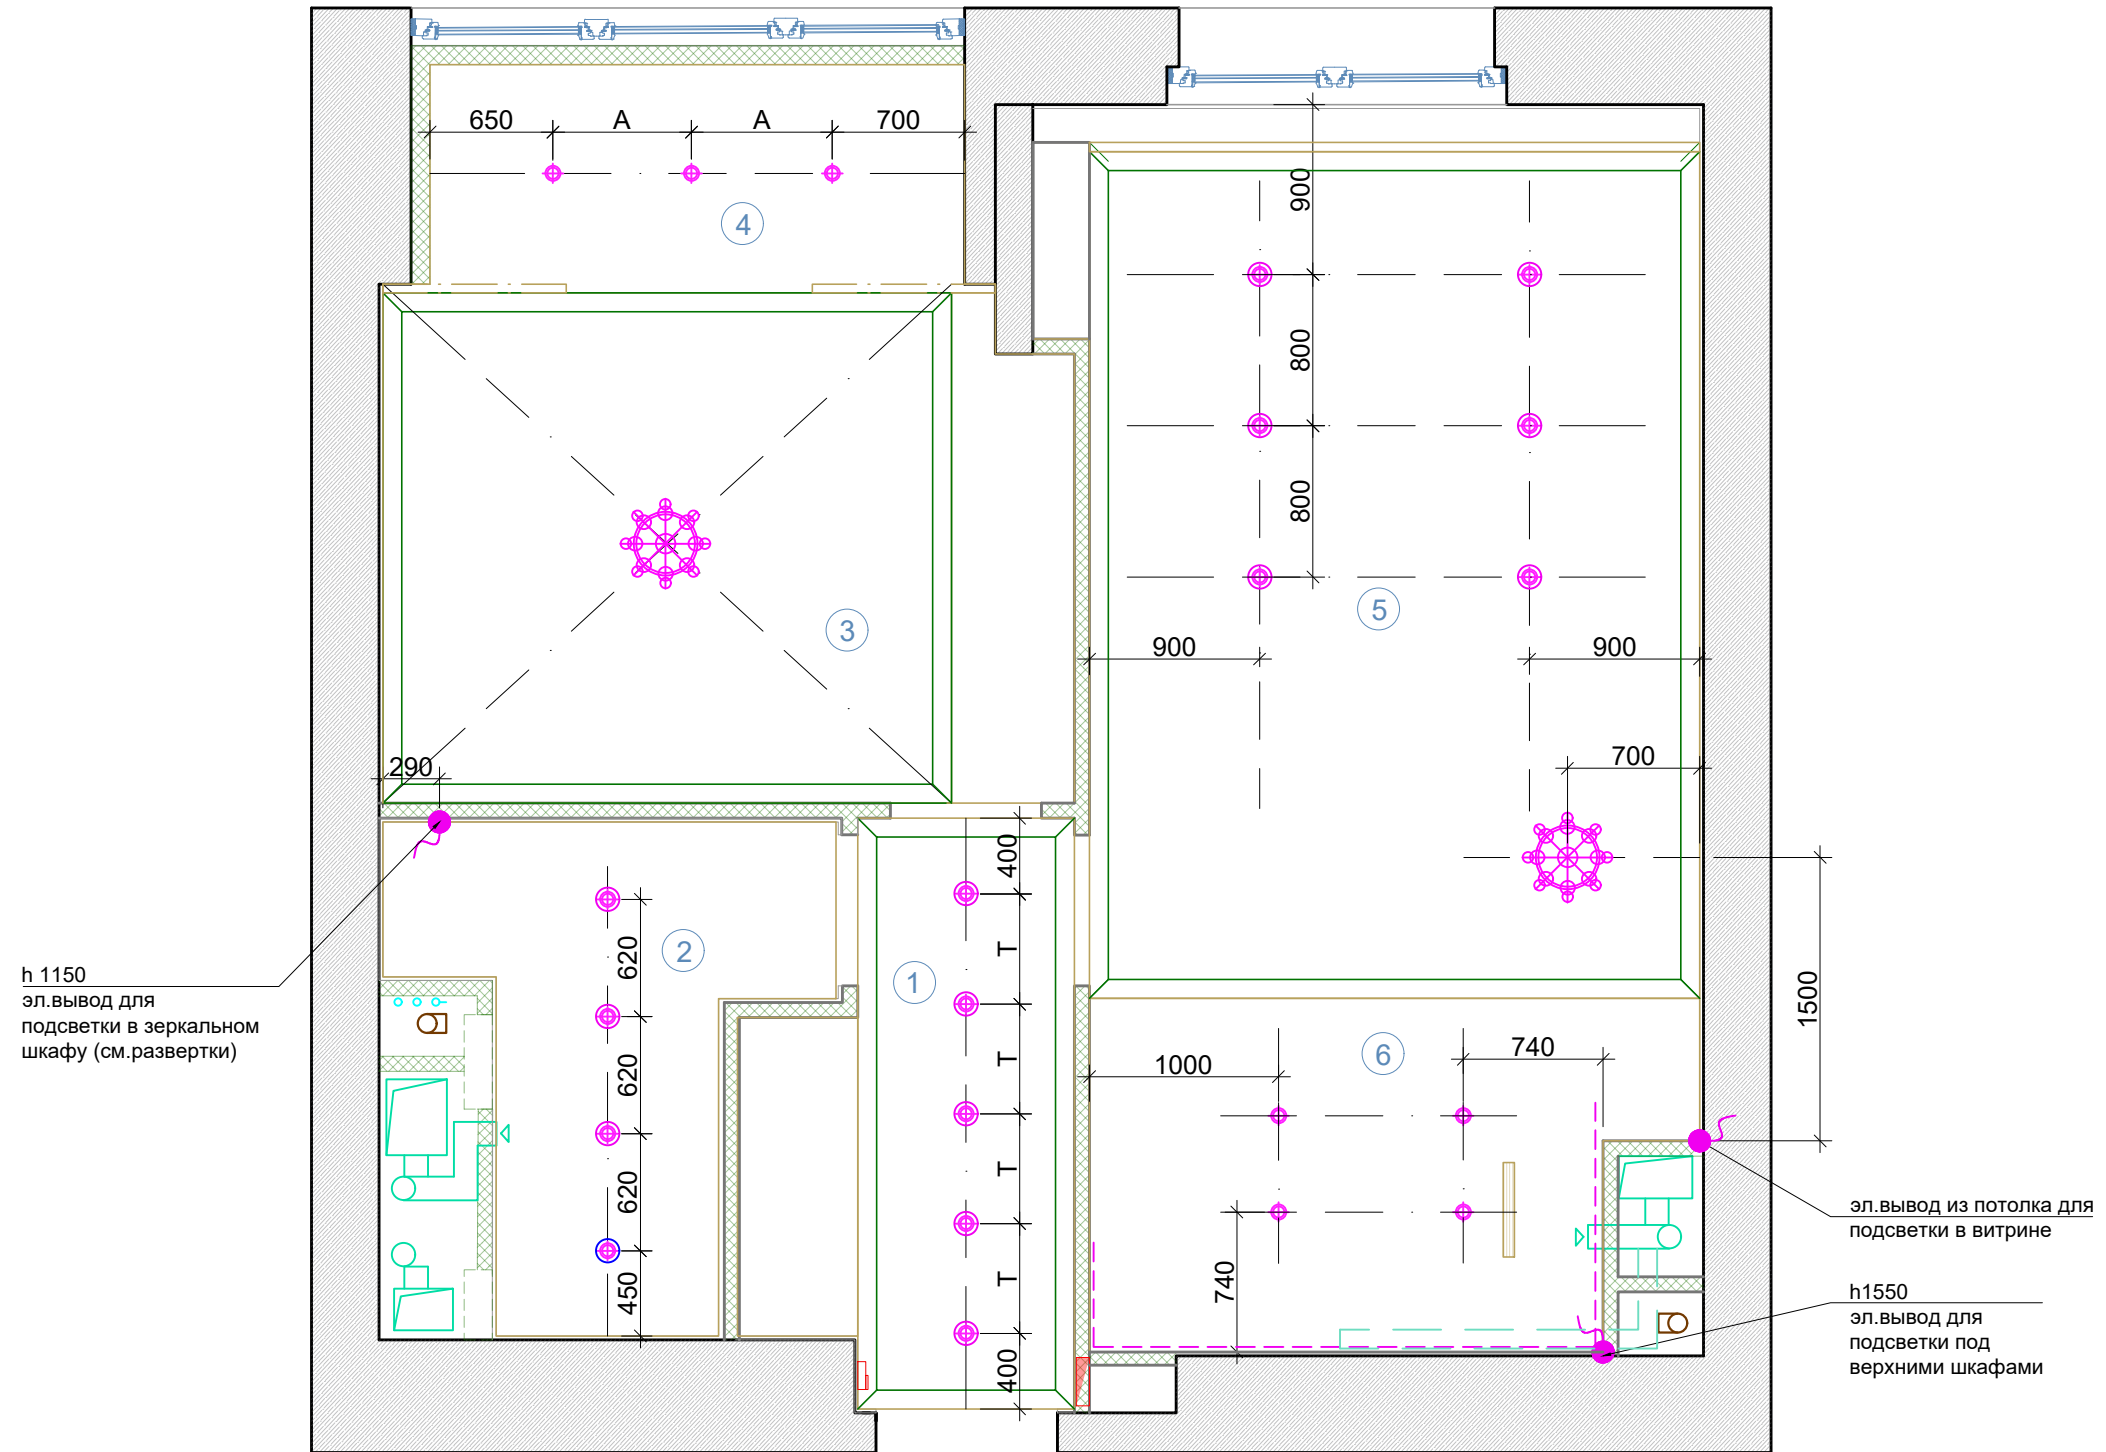 650
A
A
700
4
900
800
800
5
900
900
3
290
700
400
T
T
T
T
400
1
2
620
620
620
450
1500
6
1000
740
740
h 1150
эл.вывод для
подсветки в зеркальном
шкафу (см.развертки)
эл.вывод из потолка для
подсветки в витрине
h1550
эл.вывод для
подсветки под
верхними шкафами